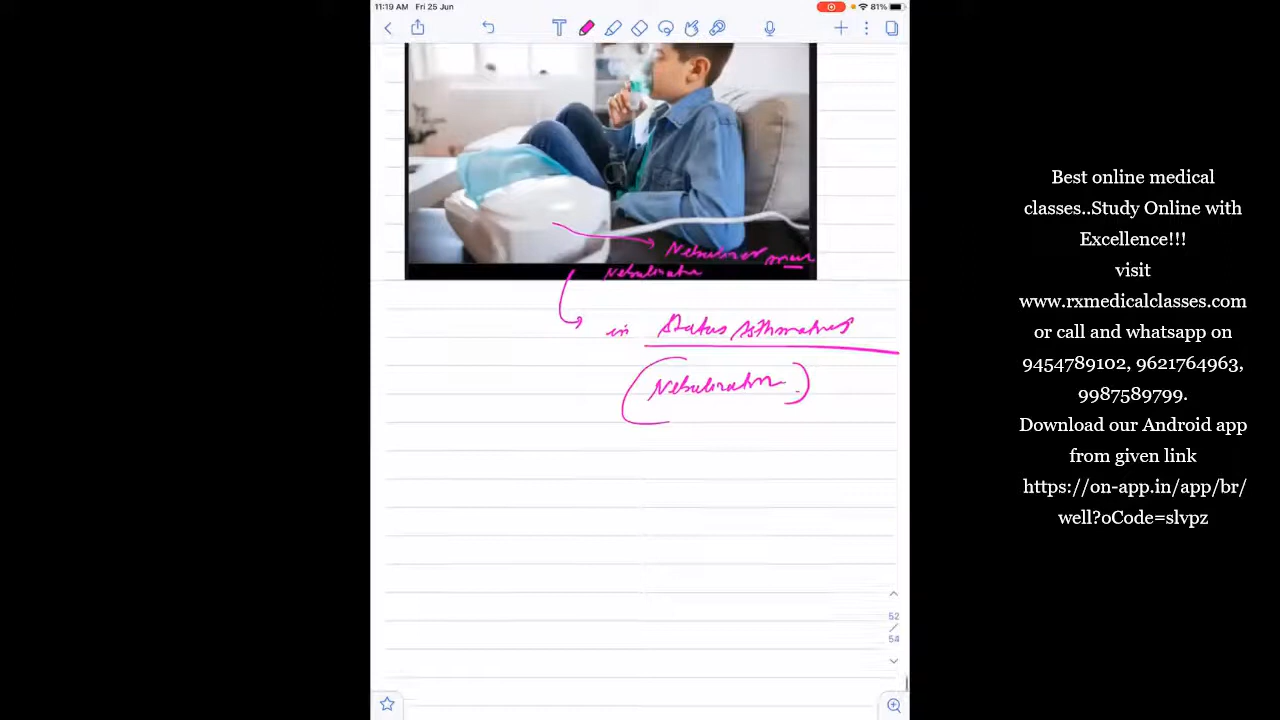 11:19 AM Fri 25 Jun
81%
Nebulizer
Nebulization
in Status Asthmaticus
(Nebulization)
52
/
54
Best online medical
classes..Study Online with
Excellence!!!
visit
www.rxmedicalclasses.com
or call and whatsapp on
9454789102, 9621764963,
9987589799.
Download our Android app
from given link
https://on-app.in/app/br/
well?oCode=slvpz